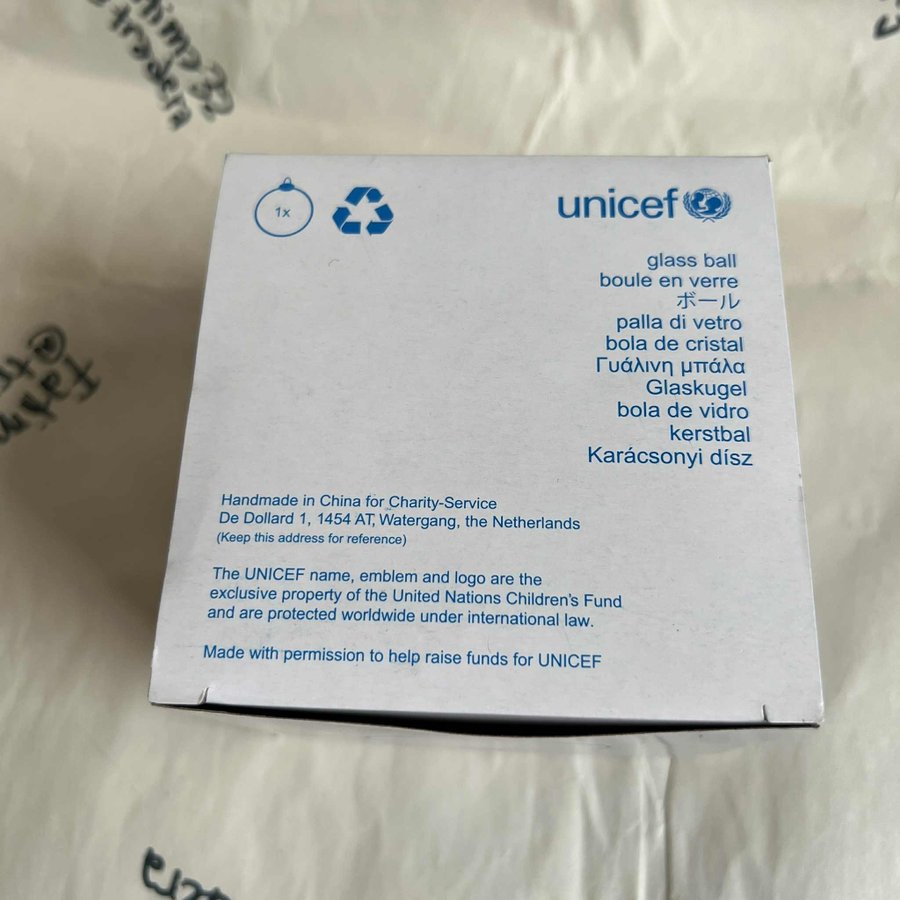 1x
unicef
glass ball
boule en verre
ボール
palla di vetro
bola de cristal
Γυάλινη μπάλα
Glaskugel
bola de vidro
kerstbal
Karácsonyi dísz
Handmade in China for Charity-Service
De Dollard 1, 1454 AT, Watergang, the Netherlands
(Keep this address for reference)
The UNICEF name, emblem and logo are the
exclusive property of the United Nations Children's Fund
and are protected worldwide under international law.
Made with permission to help raise funds for UNICEF